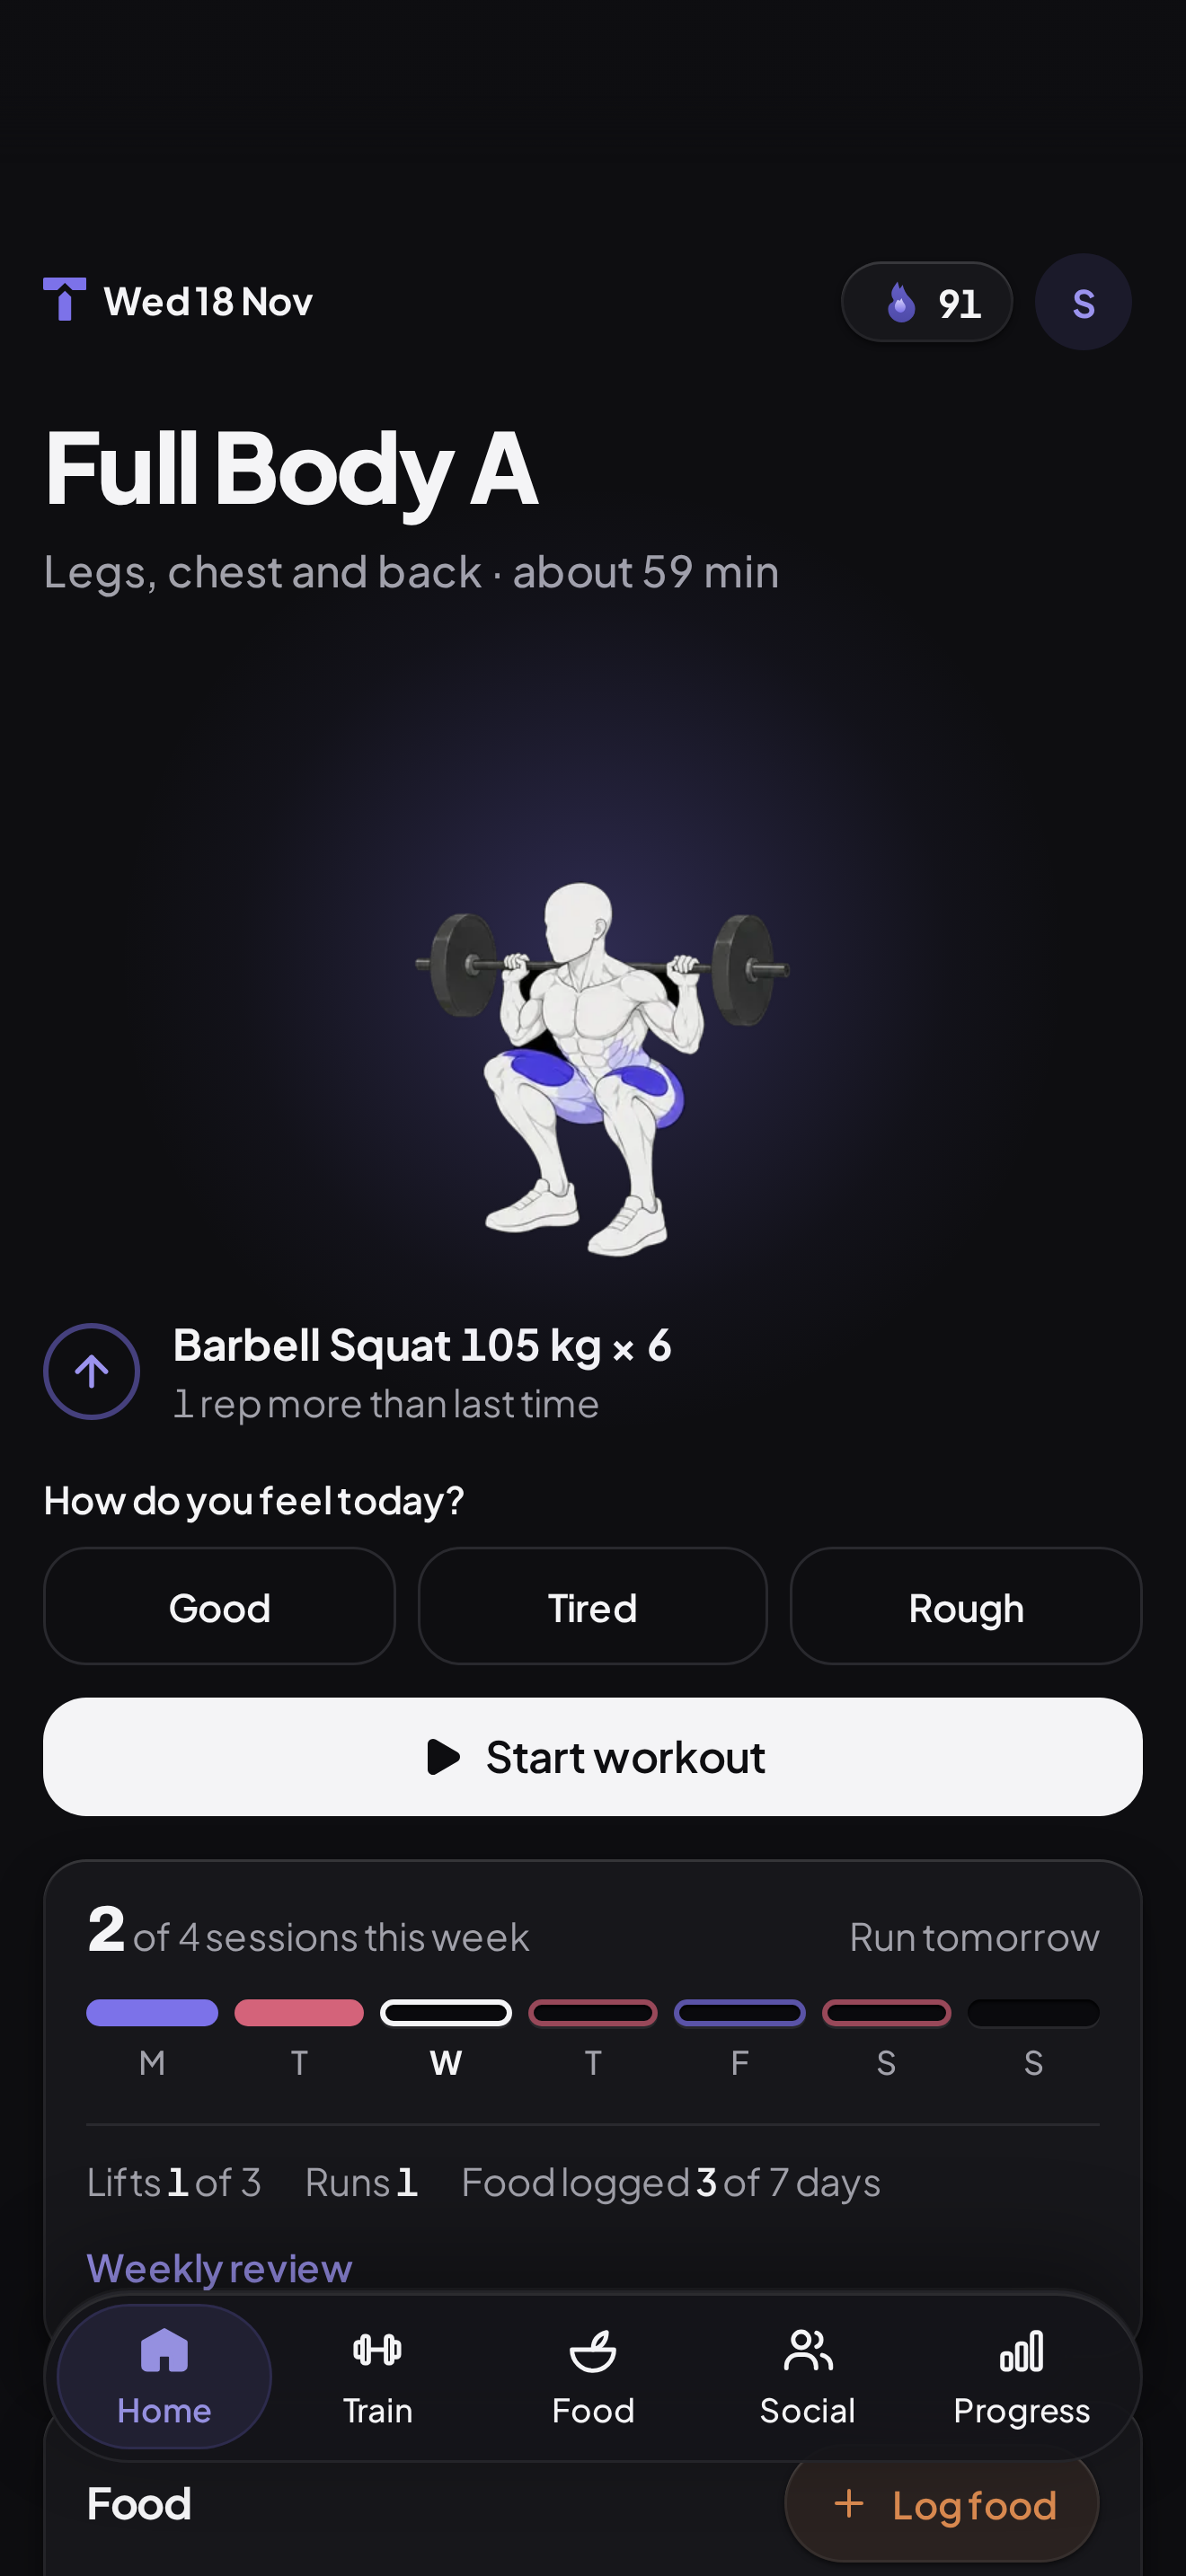 Wed 18 Nov
91
S
Full Body A
Legs, chest and back · about 59 min
Barbell Squat 105 kg × 6
1 rep more than last time
How do you feel today?
Good
Tired
Rough
Start workout
2 of 4 sessions this week
Run tomorrow
M T W T F S S
Lifts 1 of 3 Runs 1 Food logged 3 of 7 days
Weekly review
Home
Train
Food
Social
Progress
Food
+ Log food